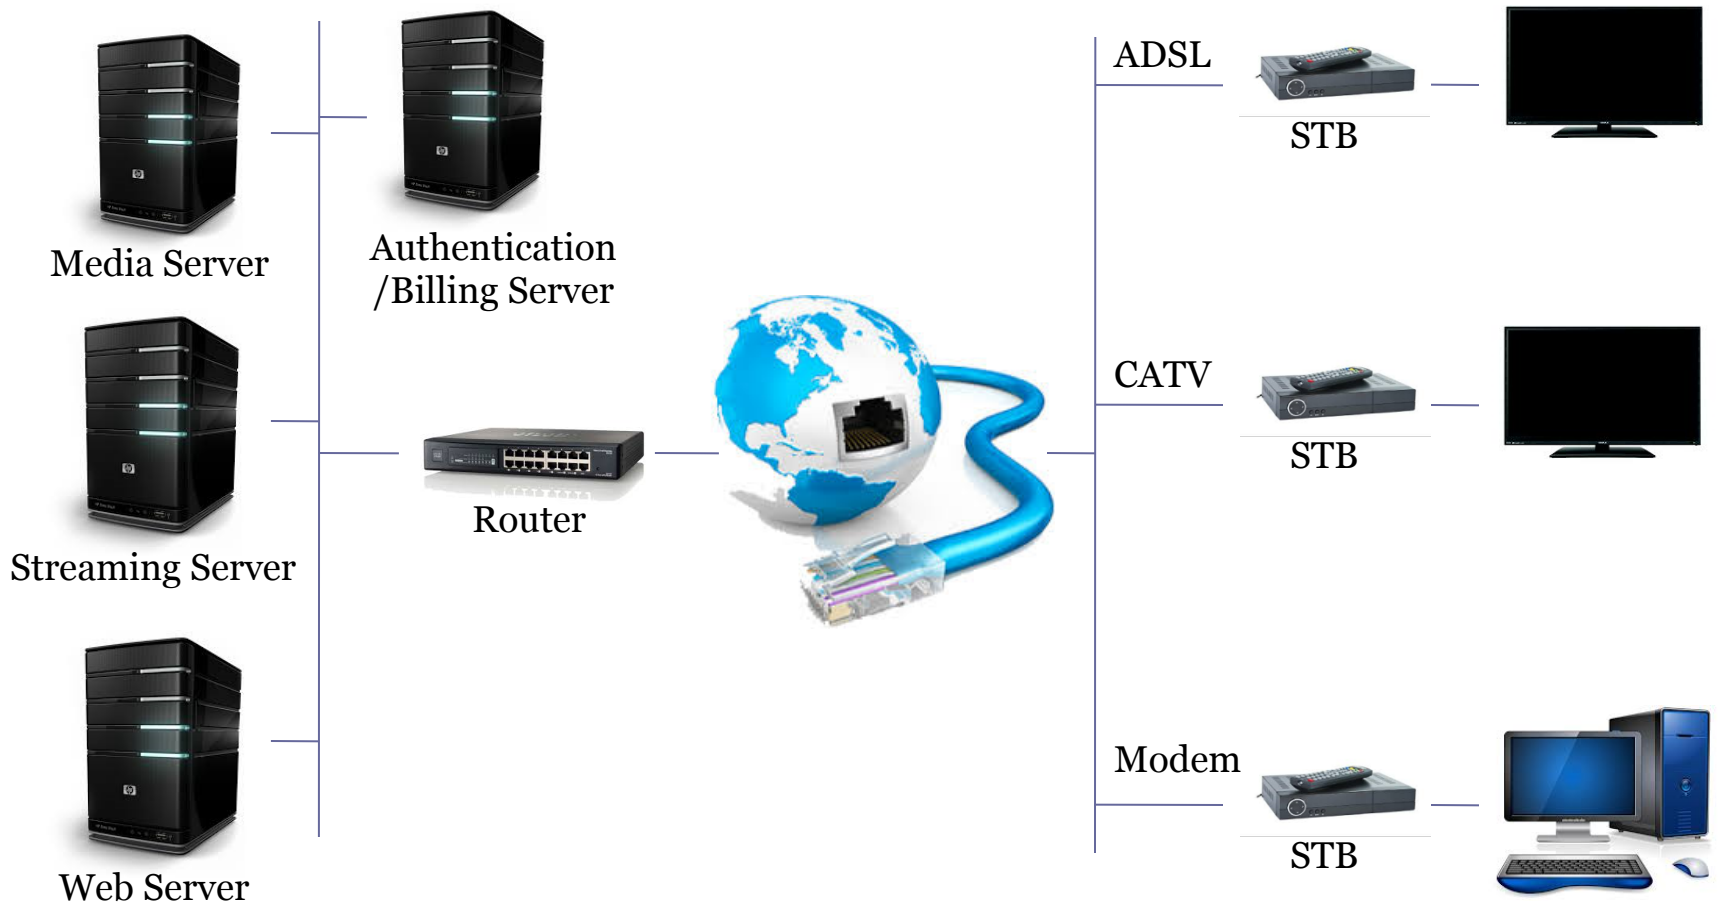 Media Server
Authentication
/Billing Server
Streaming Server
Web Server
Router
ADSL
STB
CATV
STB
Modem
STB